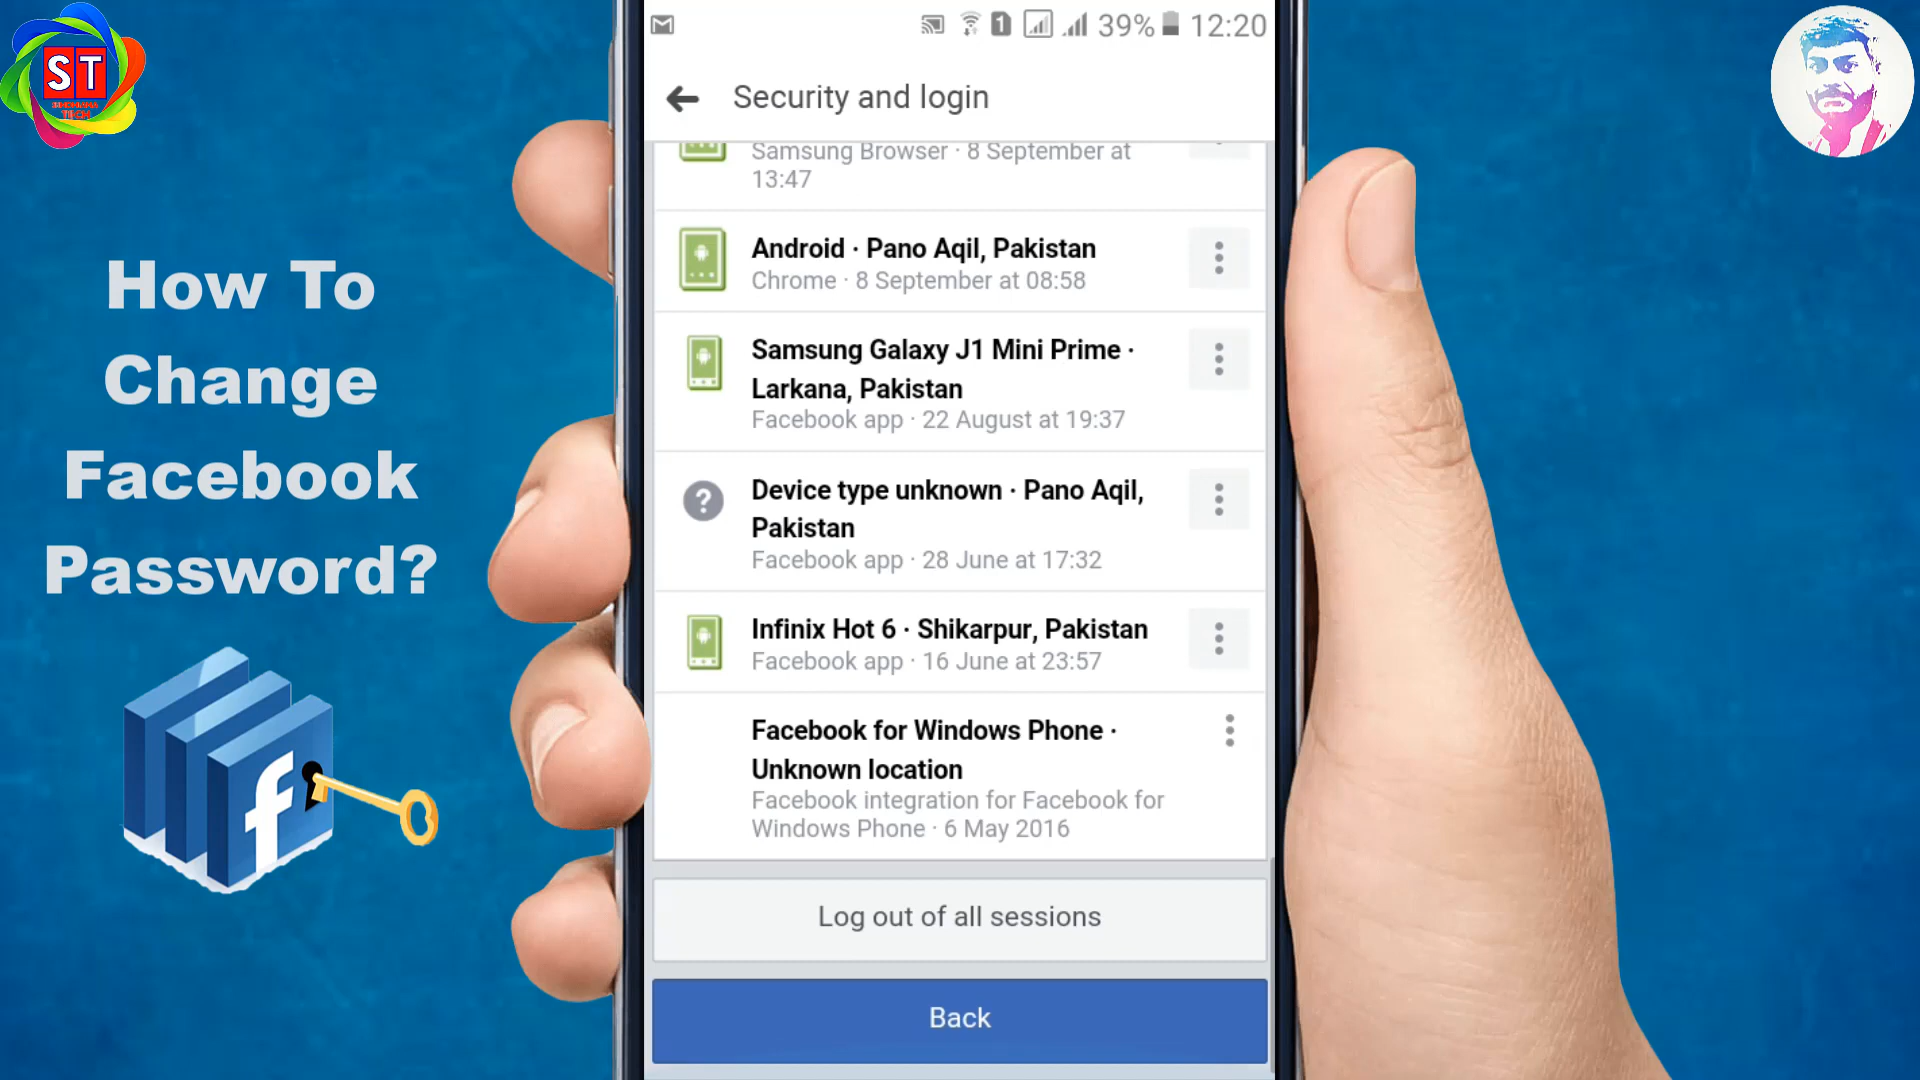 ST
SINDHIANA
TECH
How To
Change
Facebook
Password?
f
1 39% 12:20
Security and login
Samsung Browser · 8 September at
13:47
Android · Pano Aqil, Pakistan
Chrome · 8 September at 08:58
Samsung Galaxy J1 Mini Prime ·
Larkana, Pakistan
Facebook app · 22 August at 19:37
?
Device type unknown · Pano Aqil,
Pakistan
Facebook app · 28 June at 17:32
Infinix Hot 6 · Shikarpur, Pakistan
Facebook app · 16 June at 23:57
Facebook for Windows Phone ·
Unknown location
Facebook integration for Facebook for
Windows Phone · 6 May 2016
Log out of all sessions
Back